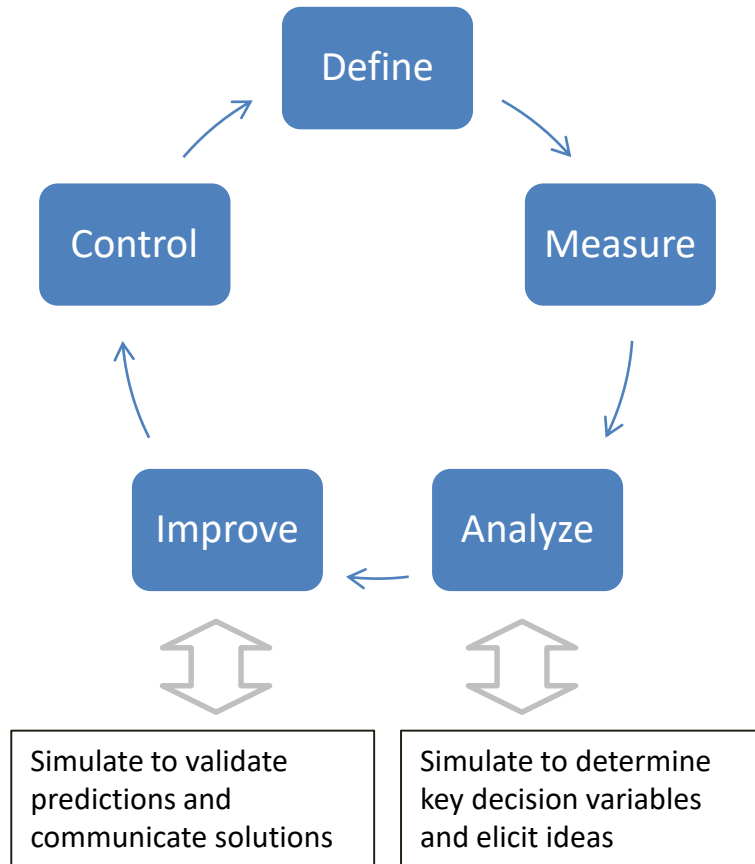 Define
Control
Measure
Improve
Analyze
Simulate to validate
predictions and
communicate solutions
Simulate to determine
key decision variables
and elicit ideas